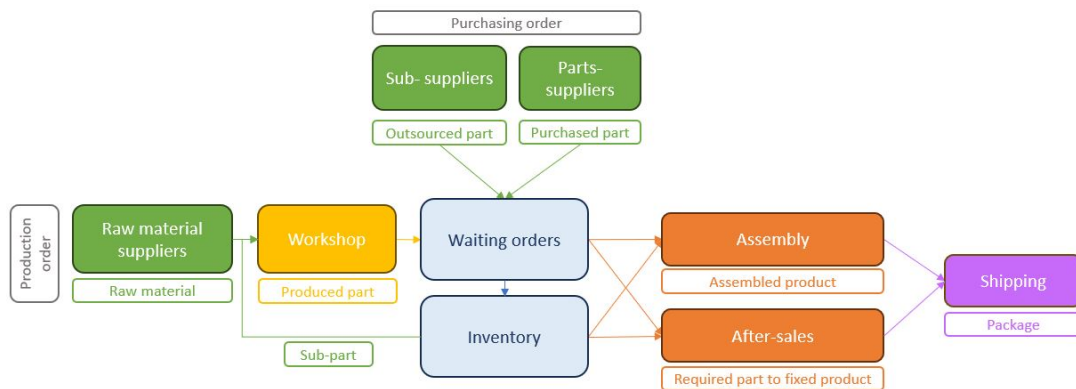 Purchasing order
Sub- suppliers
Parts-
suppliers
Outsourced part
Purchased part
Production
order
Raw material
suppliers
Workshop
Waiting orders
Assembly
Raw material
Produced part
Assembled product
Shipping
Inventory
After-sales
Package
Sub-part
Required part to fixed product